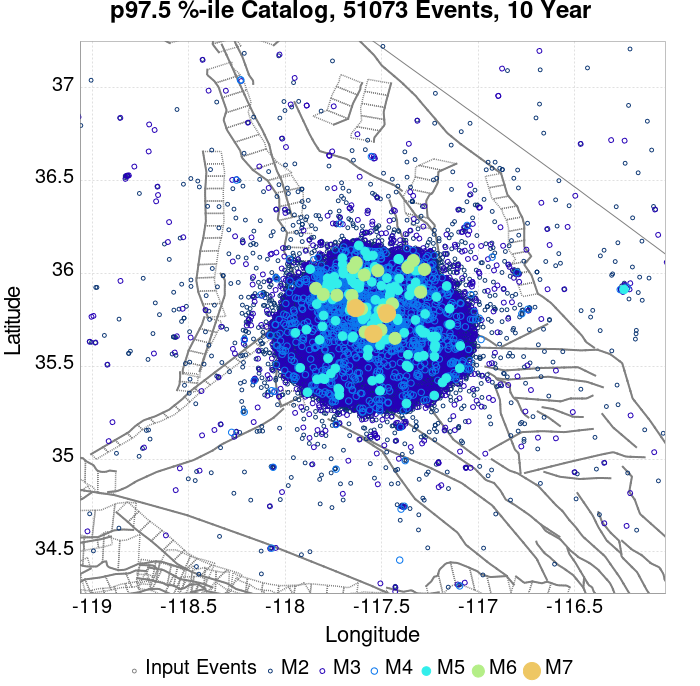 p97.5 %-ile Catalog, 51073 Events, 10 Year
37
36.5
36
35.5
35
34.5
Latitude
-119 -118.5 -118 -117.5 -117 -116.5
Longitude
Input Events M2 M3 M4 M5 M6 M7